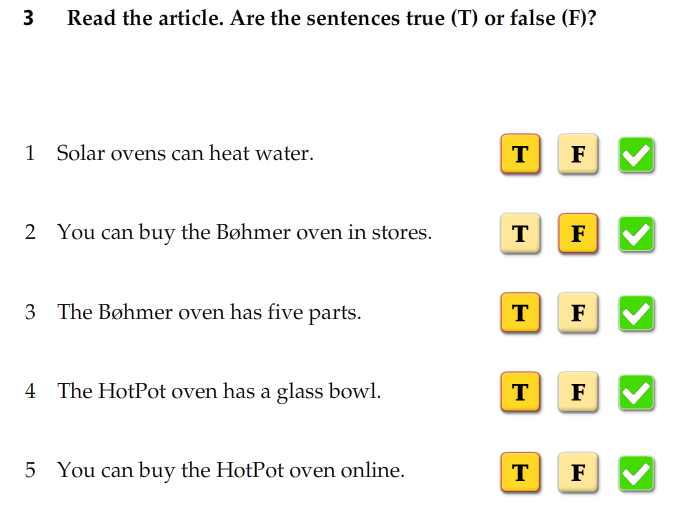 3 Read the article. Are the sentences true (T) or false (F)?
1 Solar ovens can heat water. T F
2 You can buy the Bøhmer oven in stores. T F
3 The Bøhmer oven has five parts. T F
4 The HotPot oven has a glass bowl. T F
5 You can buy the HotPot oven online. T F